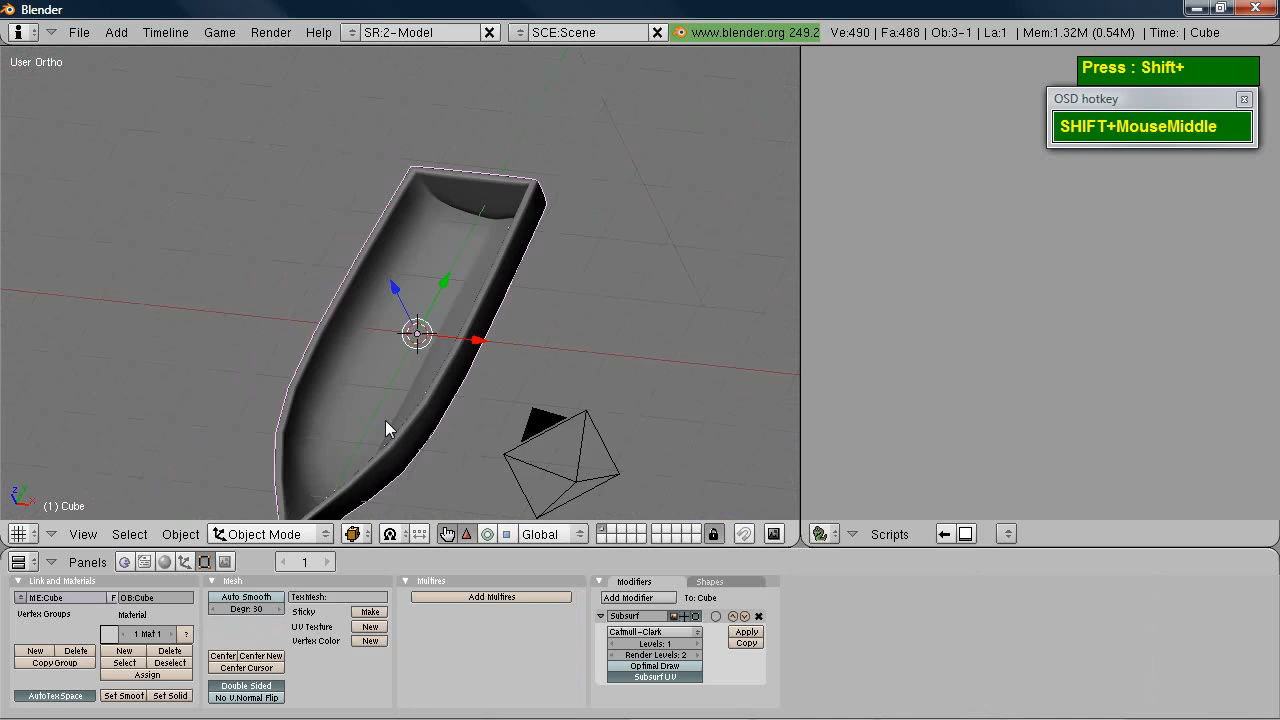 Blender
File Add Timeline Game Render Help SR:2-Model SCE:Scene www.blender.org 249.2 Ve:490 | Fa:488 | Ob:3-1 | La:1 | Mem:1.32M (0.54M) | Time: | Cube
User Ortho
Press : Shift+
OSD hotkey
SHIFT+MouseMiddle
z
x
(1) Cube
View Select Object Object Mode Global Scripts
Panels 1
Link and Materials Mesh Multires Modifiers Shapes
ME:Cube F OB:Cube Auto Smooth TexMesh: Add Multires Add Modifier To: Cube
Degr: 30
Vertex Groups Material Sticky Make Subsurf
UV Texture New Catmull-Clark Apply
1 Mat 1 ? Vertex Color New Levels: 1 Copy
New Delete New Delete Center Center New Render Levels: 2
Copy Group Select Deselect Center Cursor Optimal Draw
Assign Subsurf UV
Double Sided
AutoTexSpace Set Smoot Set Solid No V.Normal Flip